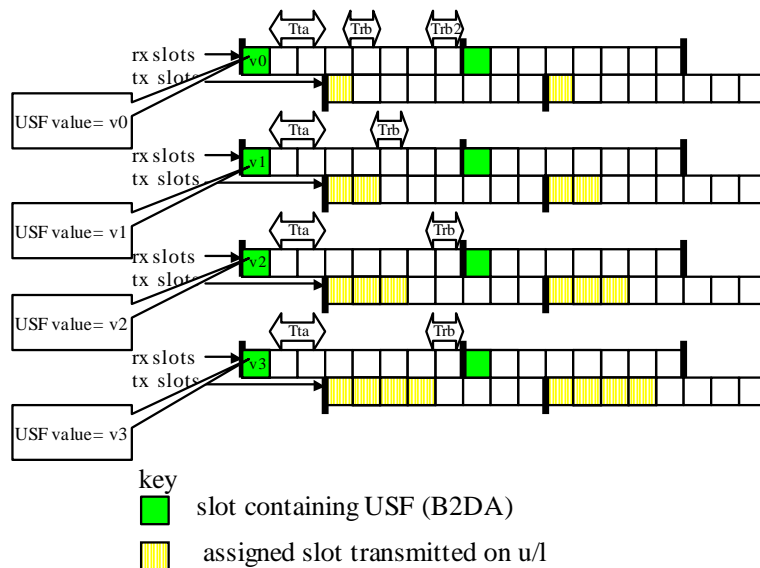 Tta Trb Trb2
rx slots v0
tx slots
USF value= v0
Tta Trb
rx slots v1
tx slots
USF value= v1
Tta Trb
rx slots v2
tx slots
USF value= v2
Tta Trb
rx slots v3
tx slots
USF value= v3
key
slot containing USF (B2DA)
assigned slot transmitted on u/l